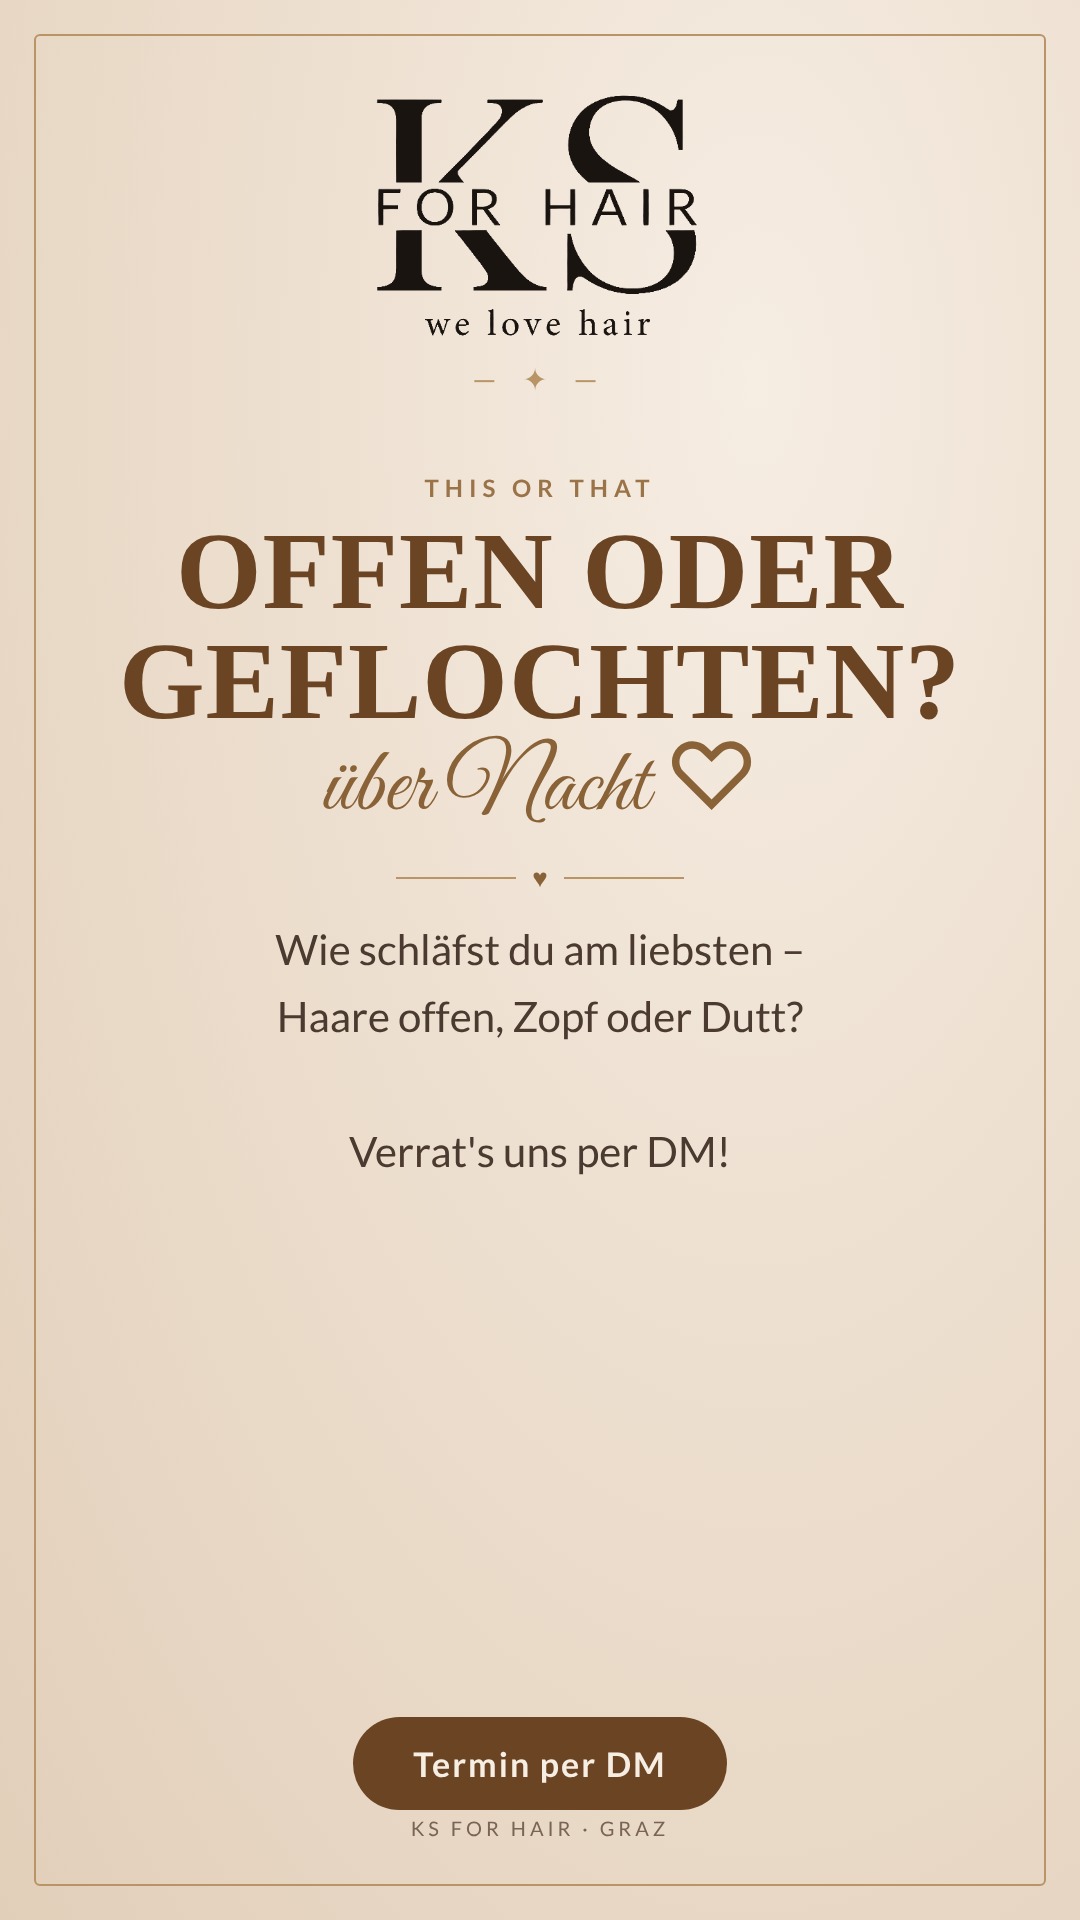 KS
FOR HAIR
we love hair
THIS OR THAT
OFFEN ODER
GEFLOCHTEN?
über Nacht
Wie schläfst du am liebsten –
Haare offen, Zopf oder Dutt?
Verrat's uns per DM!
Termin per DM
KS FOR HAIR · GRAZ